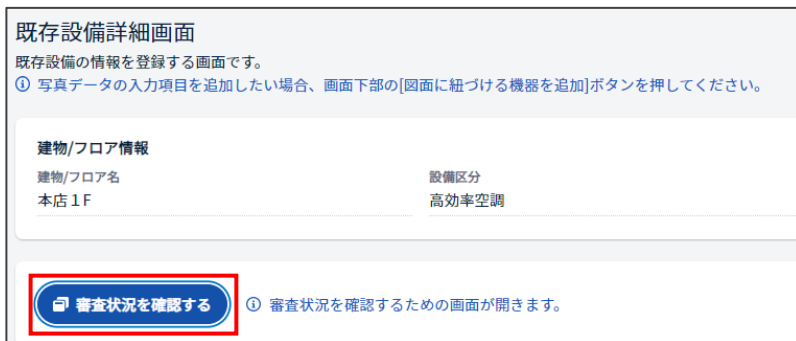 既存設備詳細画面
既存設備の情報を登録する画面です。
写真データの入力項目を追加したい場合、画面下部の[図面に紐づける機器を追加]ボタンを押してください。
建物/フロア情報
建物/フロア名
設備区分
本店１F
高効率空調
審査状況を確認する
審査状況を確認するための画面が開きます。